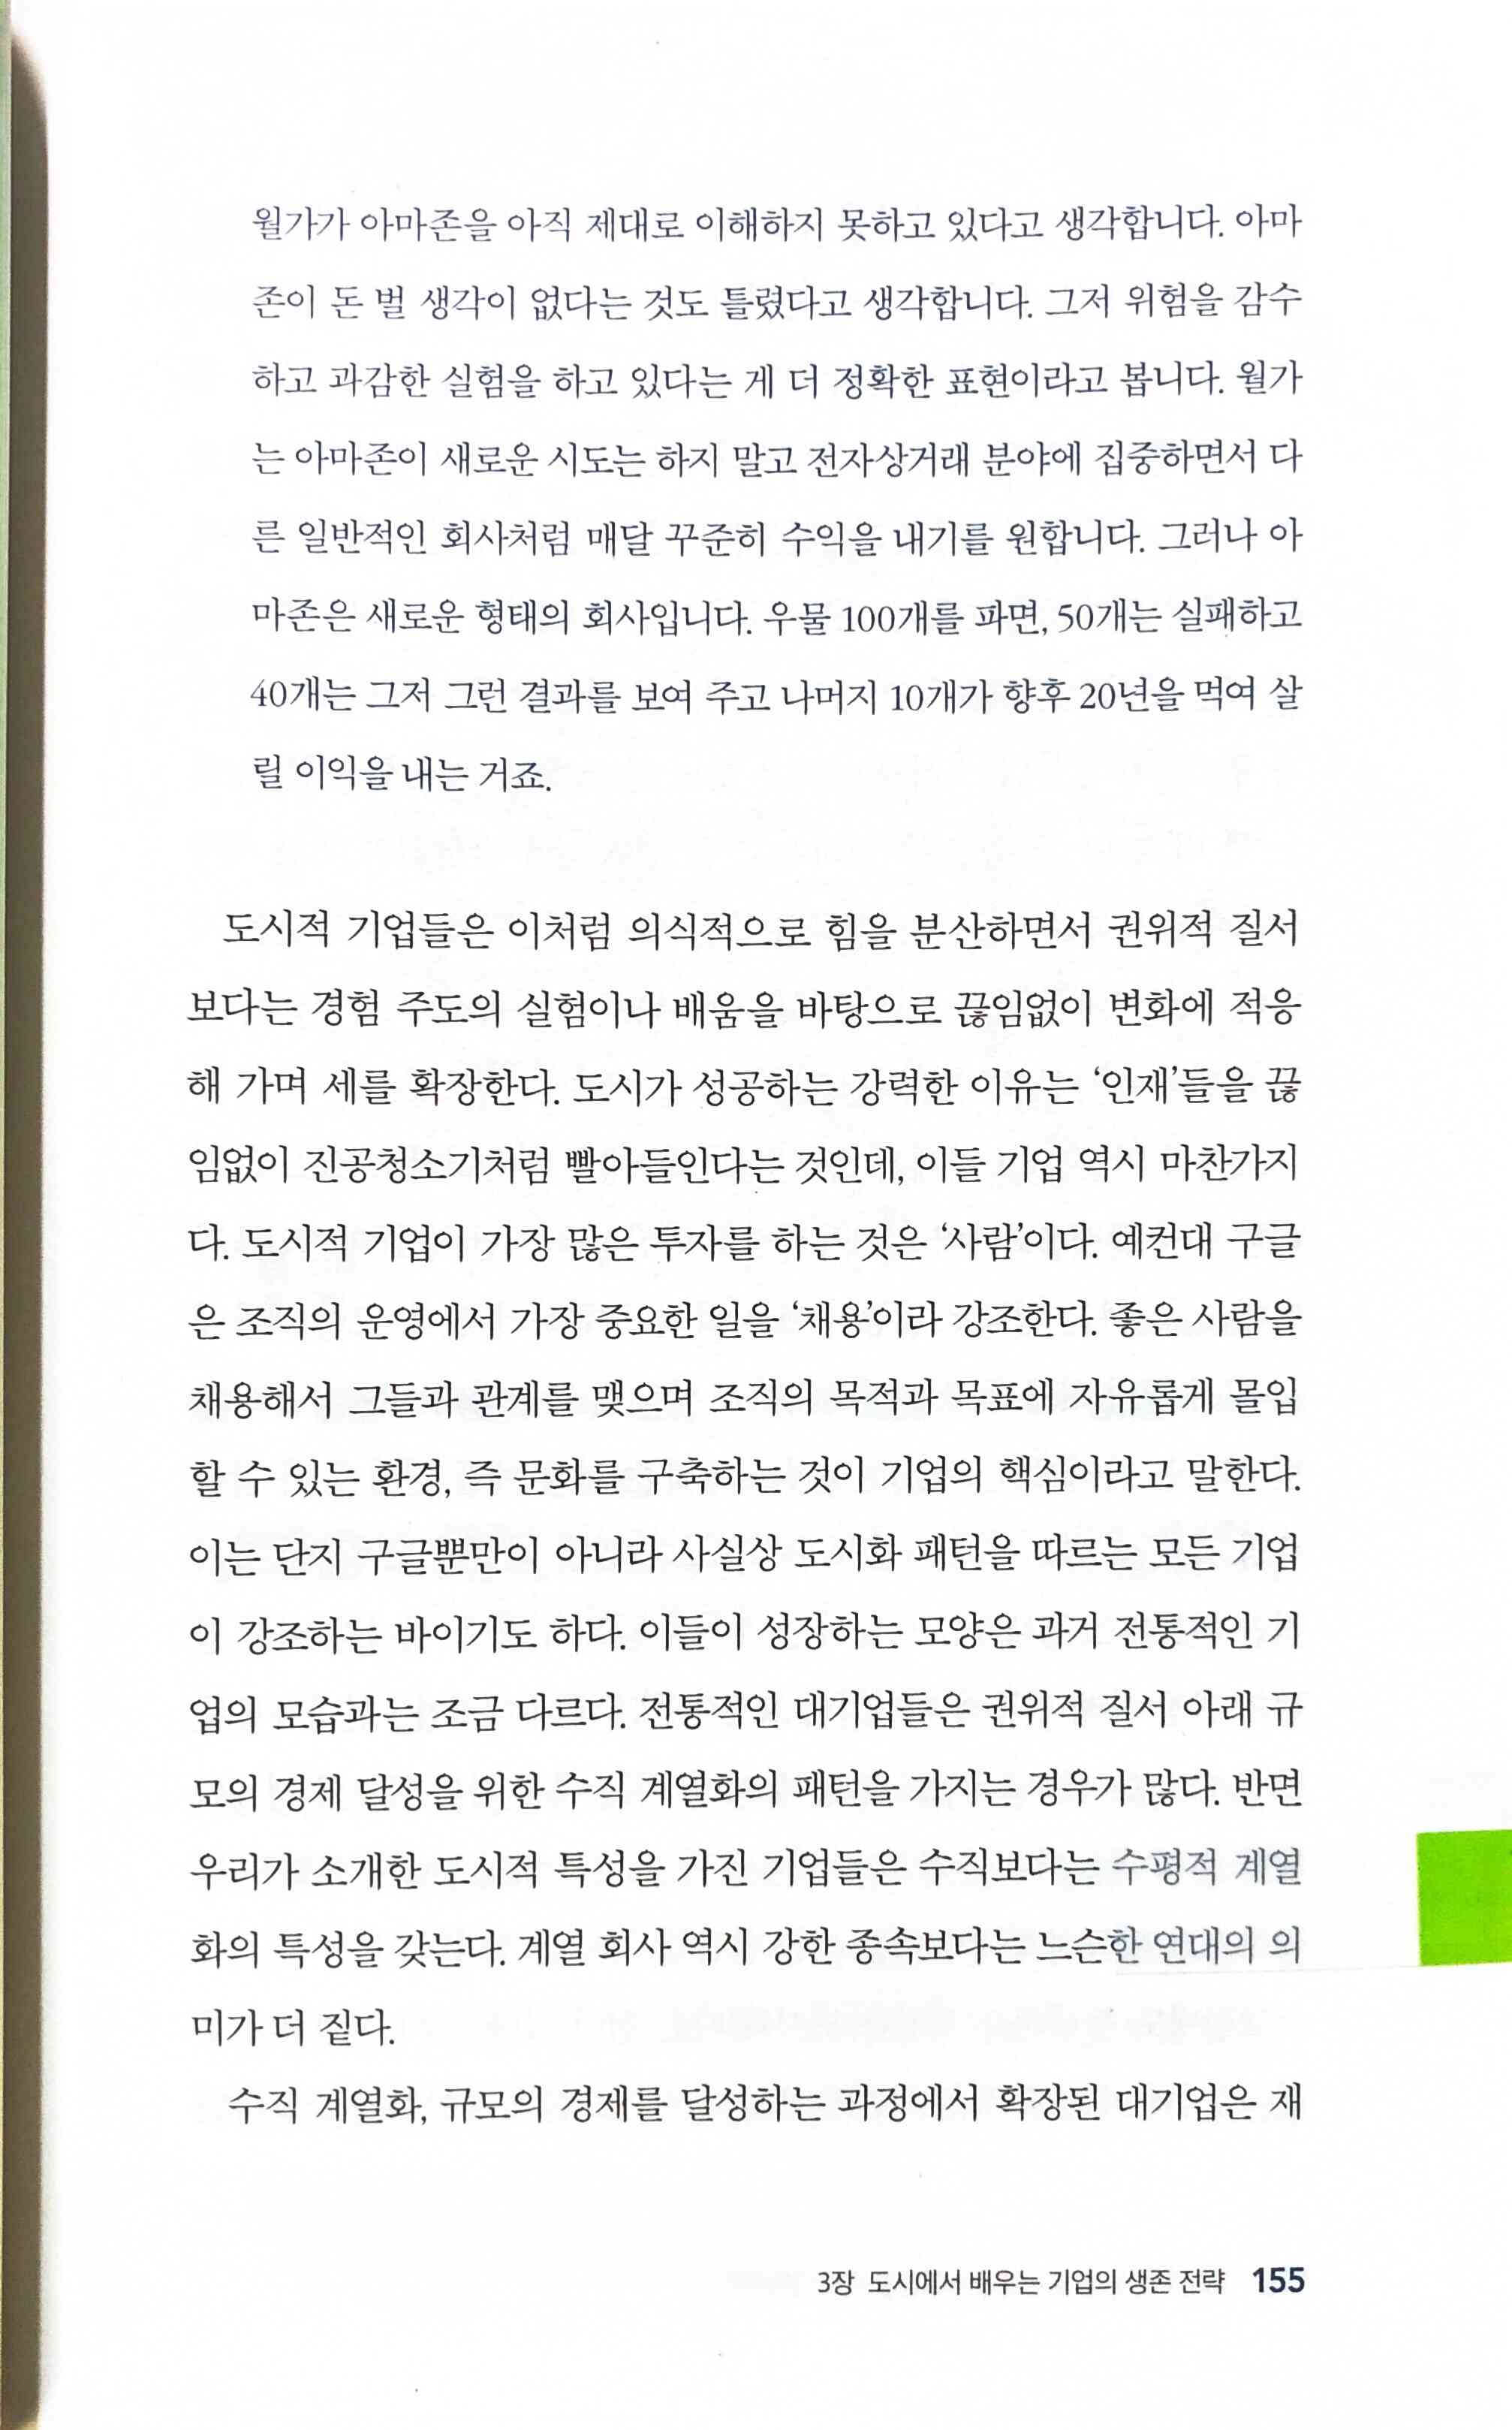 월가가 아마존을 아직 제대로 이해하지 못하고 있다고 생각합니다. 아마
존이 돈 벌 생각이 없다는 것도 틀렸다고 생각합니다. 그저 위험을 감수
하고 과감한 실험을 하고 있다는 게 더 정확한 표현이라고 봅니다. 월가
는 아마존이 새로운 시도는 하지 말고 전자상거래 분야에 집중하면서 다
른 일반적인 회사처럼 매달 꾸준히 수익을 내기를 원합니다. 그러나 아
마존은 새로운 형태의 회사입니다. 우물 100개를 파면, 50개는 실패하고
40개는 그저 그런 결과를 보여 주고 나머지 10개가 향후 20년을 먹여 살
릴 이익을 내는 거죠.
도시적 기업들은 이처럼 의식적으로 힘을 분산하면서 권위적 질서
보다는 경험 주도의 실험이나 배움을 바탕으로 끊임없이 변화에 적응
해 가며 세를 확장한다. 도시가 성공하는 강력한 이유는 ‘인재’들을 끊
임없이 진공청소기처럼 빨아들인다는 것인데, 이들 기업 역시 마찬가지
다. 도시적 기업이 가장 많은 투자를 하는 것은 ‘사람’이다. 예컨대 구글
은 조직의 운영에서 가장 중요한 일을 ‘채용’이라 강조한다. 좋은 사람을
채용해서 그들과 관계를 맺으며 조직의 목적과 목표에 자유롭게 몰입
할 수 있는 환경, 즉 문화를 구축하는 것이 기업의 핵심이라고 말한다.
이는 단지 구글뿐만이 아니라 사실상 도시화 패턴을 따르는 모든 기업
이 강조하는 바이기도 하다. 이들이 성장하는 모양은 과거 전통적인 기
업의 모습과는 조금 다르다. 전통적인 대기업들은 권위적 질서 아래 규
모의 경제 달성을 위한 수직 계열화의 패턴을 가지는 경우가 많다. 반면
우리가 소개한 도시적 특성을 가진 기업들은 수직보다는 수평적 계열
화의 특성을 갖는다. 계열 회사 역시 강한 종속보다는 느슨한 연대의 의
미가 더 짙다.
수직 계열화, 규모의 경제를 달성하는 과정에서 확장된 대기업은 재
3장 도시에서 배우는 기업의 생존 전략 155